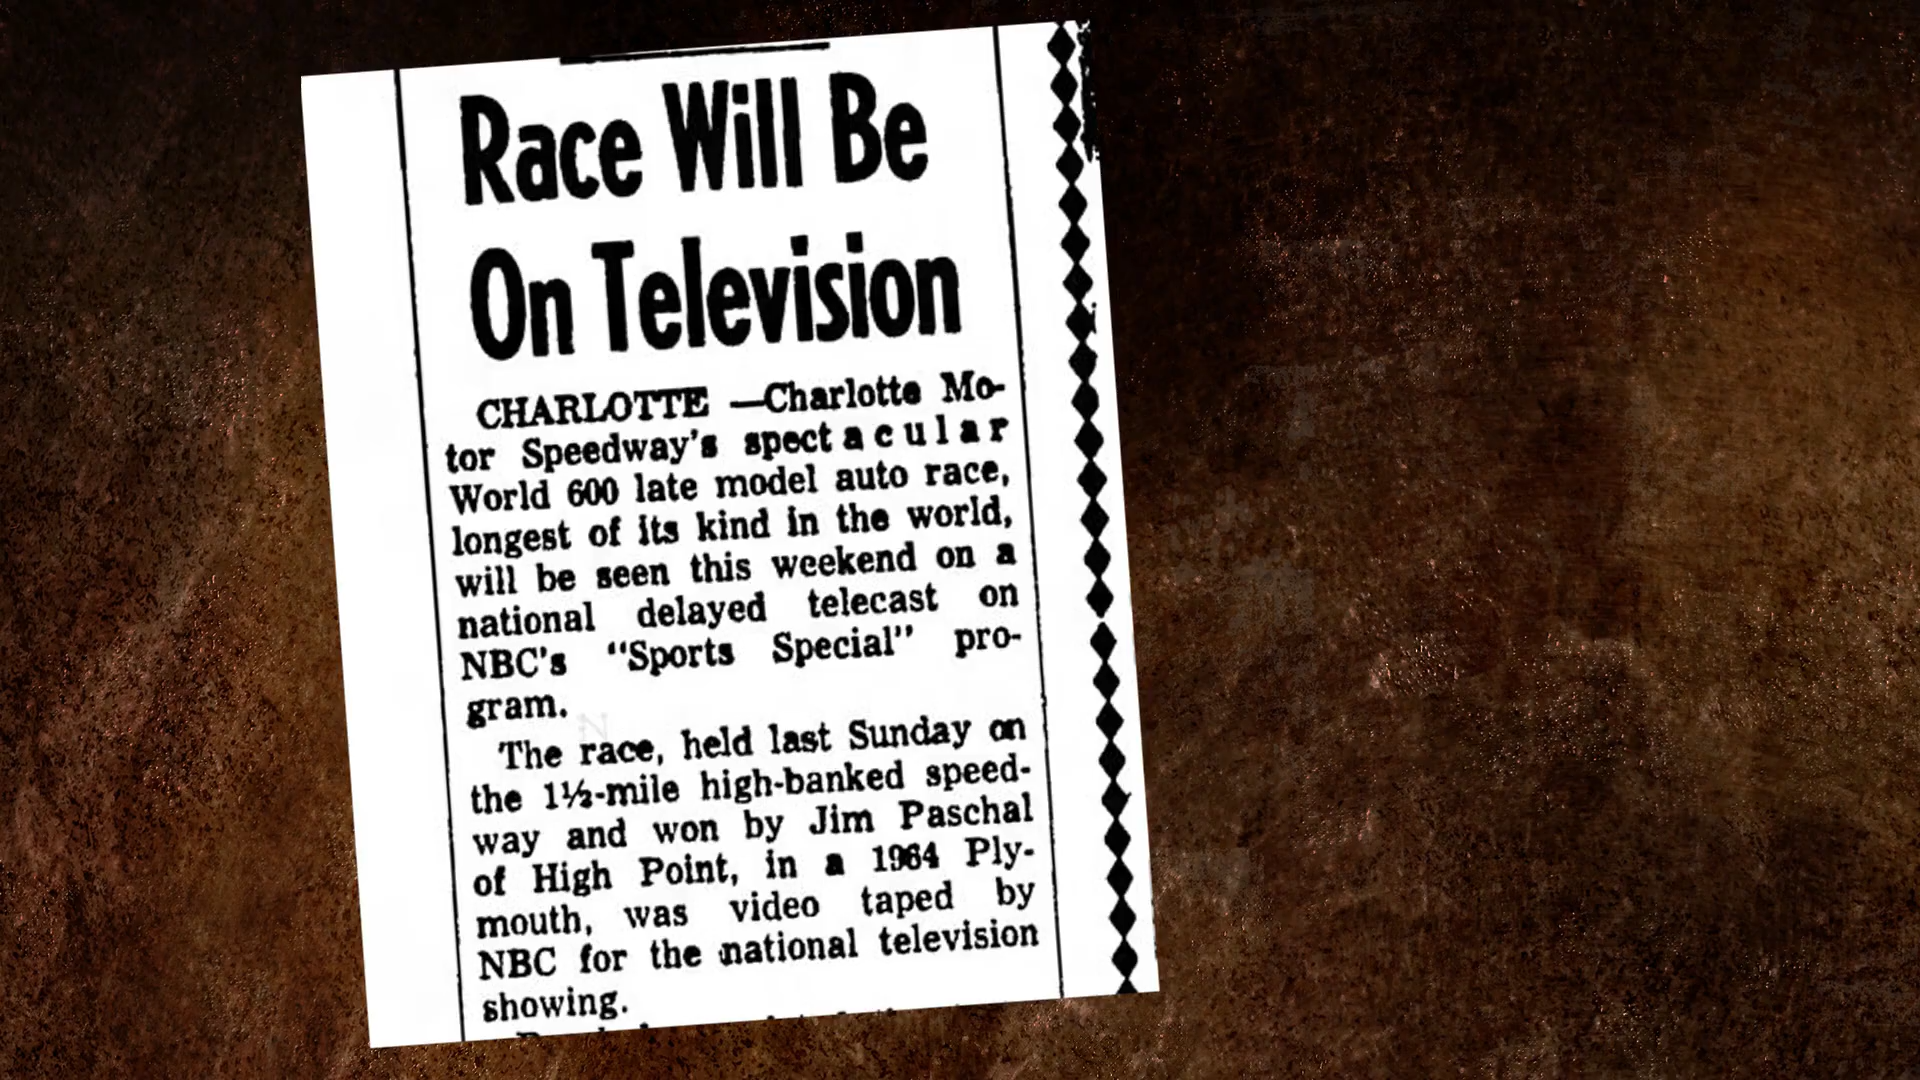 Race Will Be
On Television
CHARLOTTE —Charlotte Mo-
tor Speedway's spectacular
World 600 late model auto race,
longest of its kind in the world,
will be seen this weekend on a
national delayed telecast on
NBC's “Sports Special” pro-
gram.
The race, held last Sunday on
the 1½-mile high-banked speed-
way and won by Jim Paschal
of High Point, in a 1964 Ply-
mouth, was video taped by
NBC for the national television
showing.